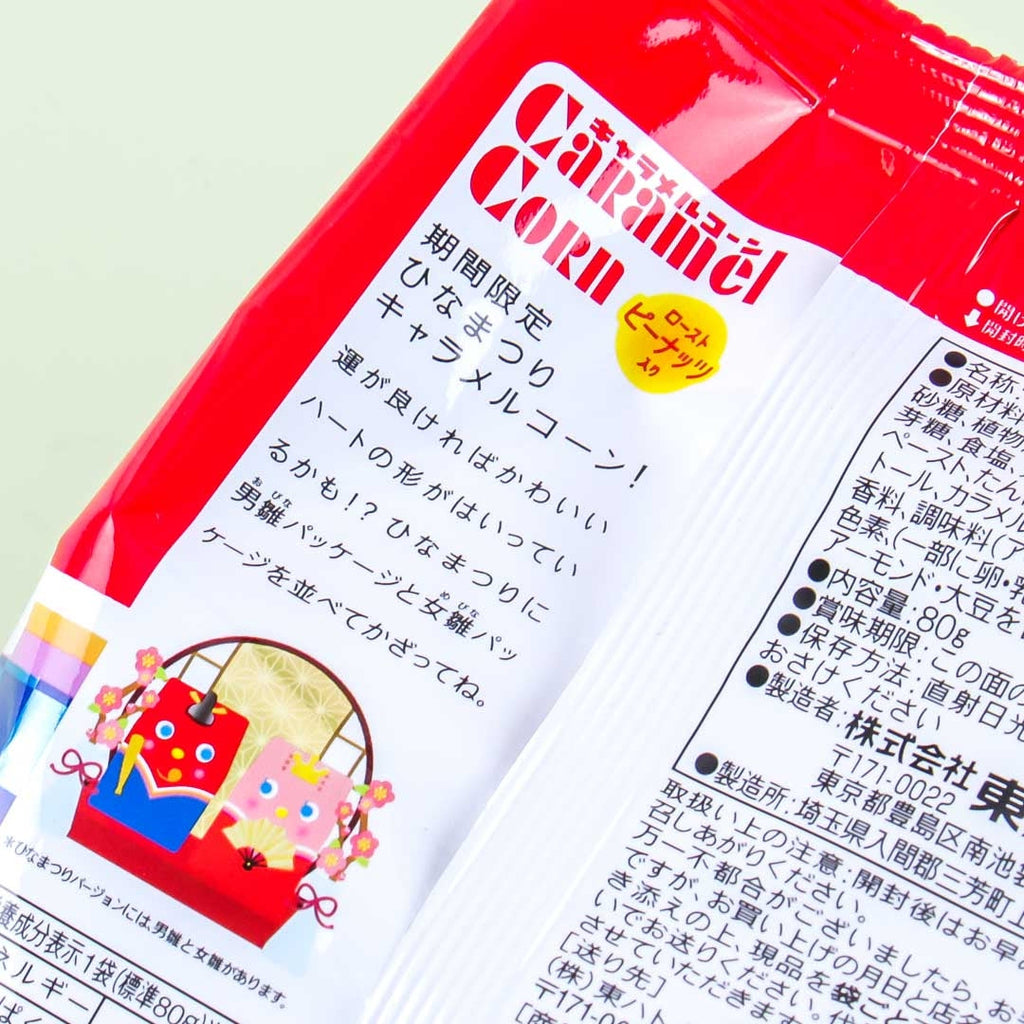 キャラメルコーン
Caramel
Corn
期間限定
ひなまつり
キャラメルコーン!
ロースト
ピーナッツ
入り
運が良ければかわいい
ハートの形がはいってい
るかも!? ひなまつりに
男雛パッケージと女雛パッ
おびな
めびな
ケージを並べてかざってね。
*ひなまつりバージョンには、男雛と女雛があります。
養成分表示1袋(標準80g)
ネルギー
●開け
開封
●名称
●原材料
砂糖、植物
芽糖、食塩、
ペースト、たん
トール、カラメル
香料、調味料(ア
色素、(一部に卵・乳
アーモンド・大豆を
●内容量:80g
●賞味期限:この面の
●保存方法:直射日光
おさけください
●製造者:株式会社 東
〒171-0022
東京都豊島区南池
●製造所:埼玉県入間郡三芳町
取扱い上の注意:開封後はお早
召しあがりください。
万一不都合がございましたら、お
ですが、お買い上げの月日と店名
き添えの上、現品を袋ごと
いでお送りください。代
させていただきます
[送り先]
(株)東ハト
〒171-0